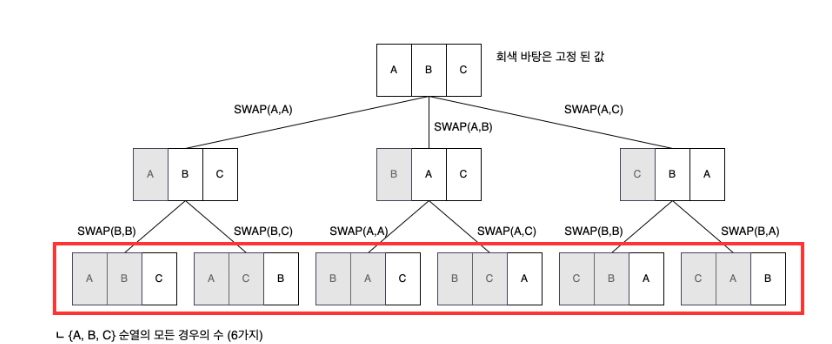 회색 바탕은 고정 된 값
A B C
SWAP(A,A) SWAP(A,B) SWAP(A,C)
A B C B A C C B A
SWAP(B,B) SWAP(B,C) SWAP(A,A) SWAP(A,C) SWAP(B,B) SWAP(B,A)
A B C A C B B A C B C A C B A C A B
ㄴ {A, B, C} 순열의 모든 경우의 수 (6가지)